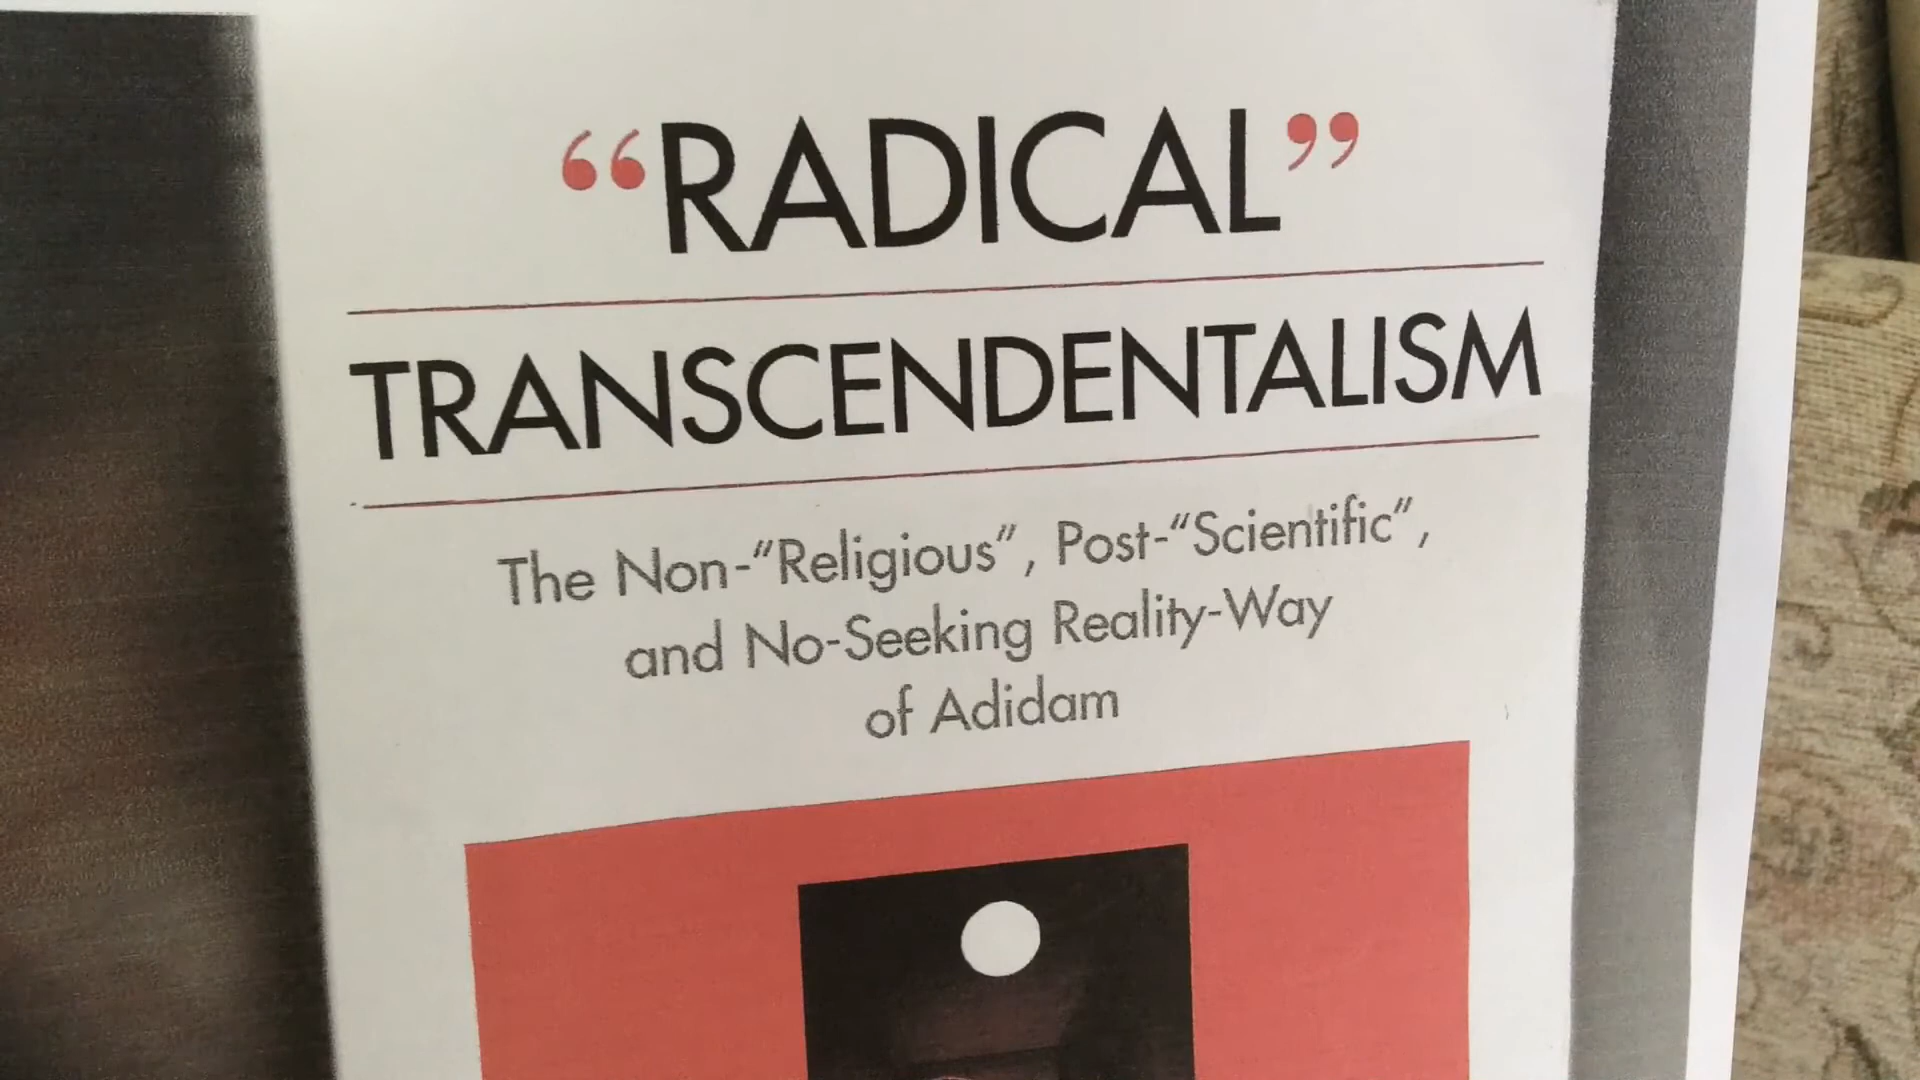 “RADICAL”
TRANSCENDENTALISM
The Non-“Religious”, Post-“Scientific”,
and No-Seeking Reality-Way
of Adidam